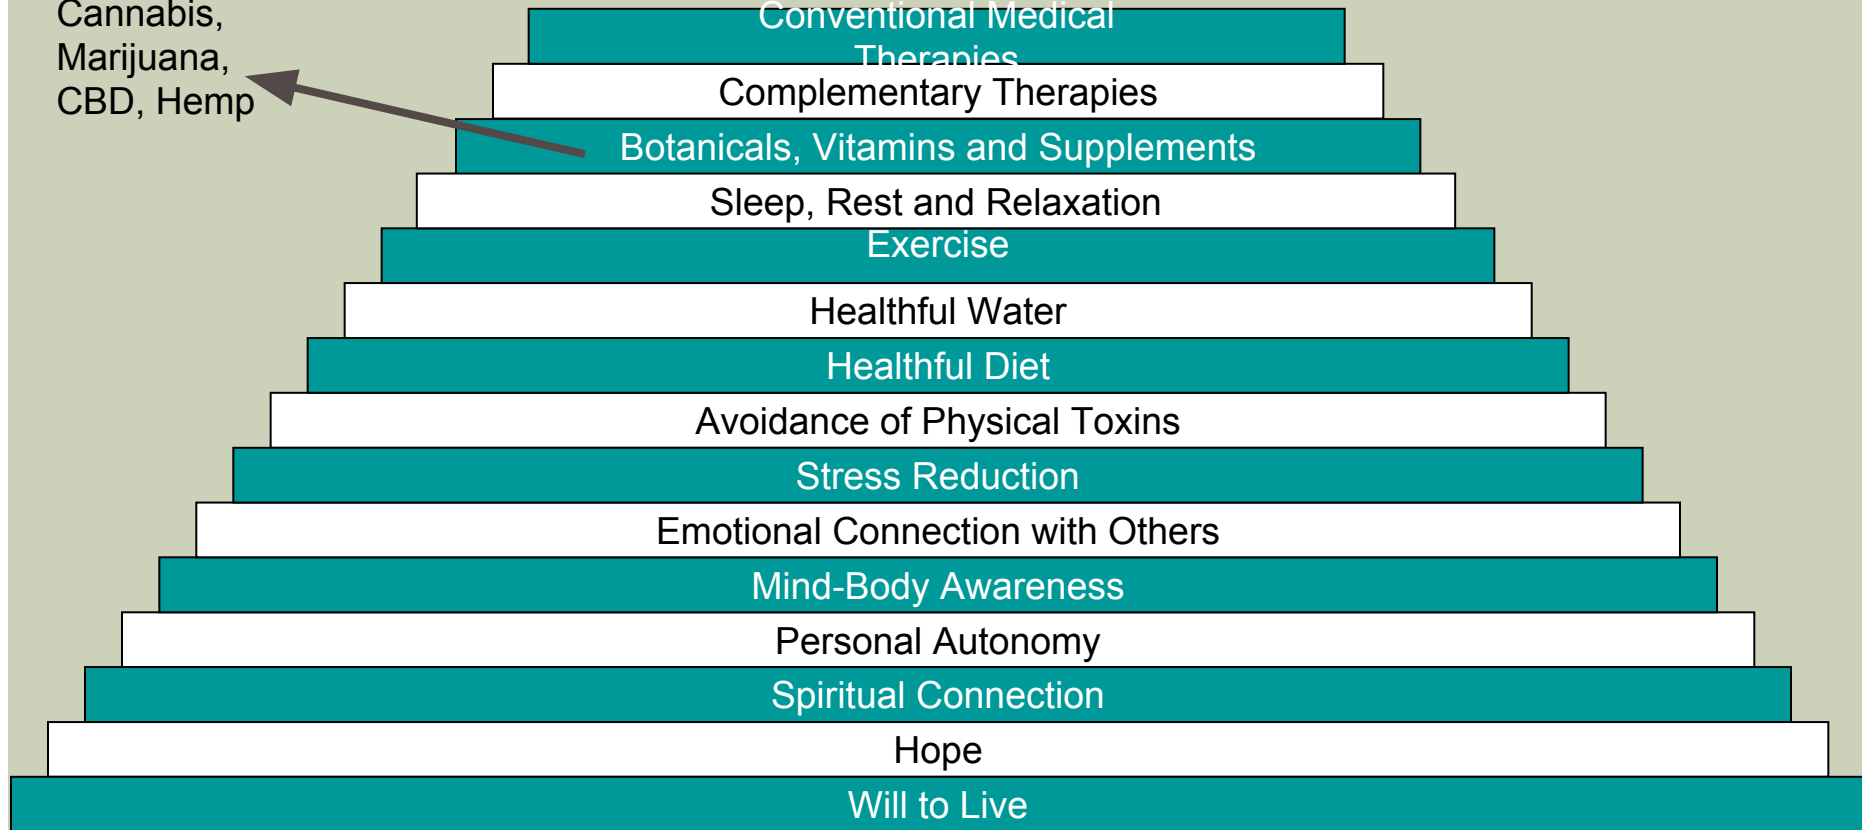 Cannabis,
Marijuana,
CBD, Hemp
Conventional Medical
Therapies
Complementary Therapies
Botanicals, Vitamins and Supplements
Sleep, Rest and Relaxation
Exercise
Healthful Water
Healthful Diet
Avoidance of Physical Toxins
Stress Reduction
Emotional Connection with Others
Mind-Body Awareness
Personal Autonomy
Spiritual Connection
Hope
Will to Live